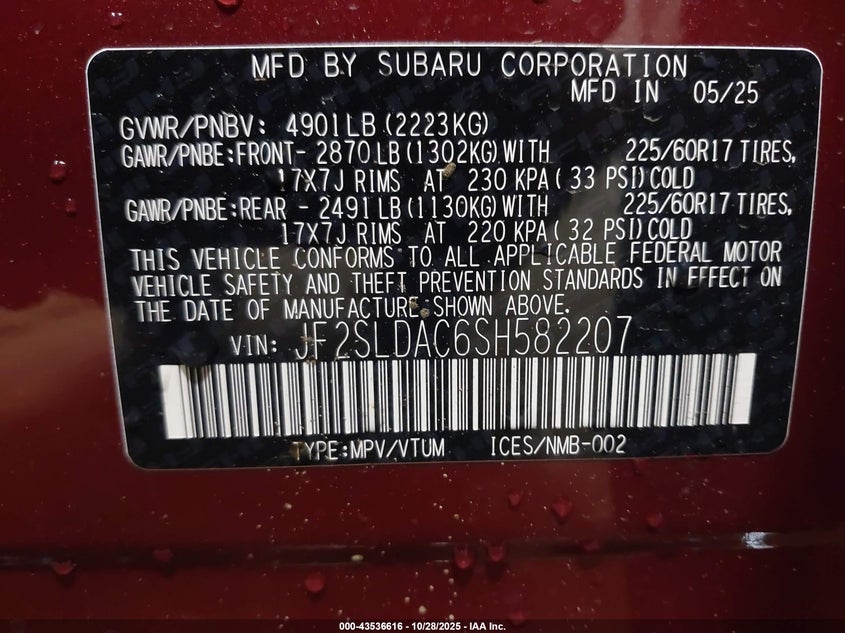 MFD BY SUBARU CORPORATION
MFD IN 05/25
GVWR/PNBV: 4901LB (2223KG)
GAWR/PNBE:FRONT- 2870 LB (1302KG) WITH 225/60R17 TIRES,
17X7J RIMS AT 230 KPA ( 33 PSI) COLD
GAWR/PNBE:REAR - 2491 LB (1130KG) WITH 225/60R17 TIRES,
17X7J RIMS AT 220 KPA ( 32 PSI) COLD
THIS VEHICLE CONFORMS TO ALL APPLICABLE FEDERAL MOTOR
VEHICLE SAFETY AND THEFT PREVENTION STANDARDS IN EFFECT ON
THE DATE OF MANUFACTURE SHOWN ABOVE.
VIN: JF2SLDAC6SH582207
TYPE:MPV/VTUM ICES/NMB-002
000-43536616 - 10/28/2025 - IAA Inc.